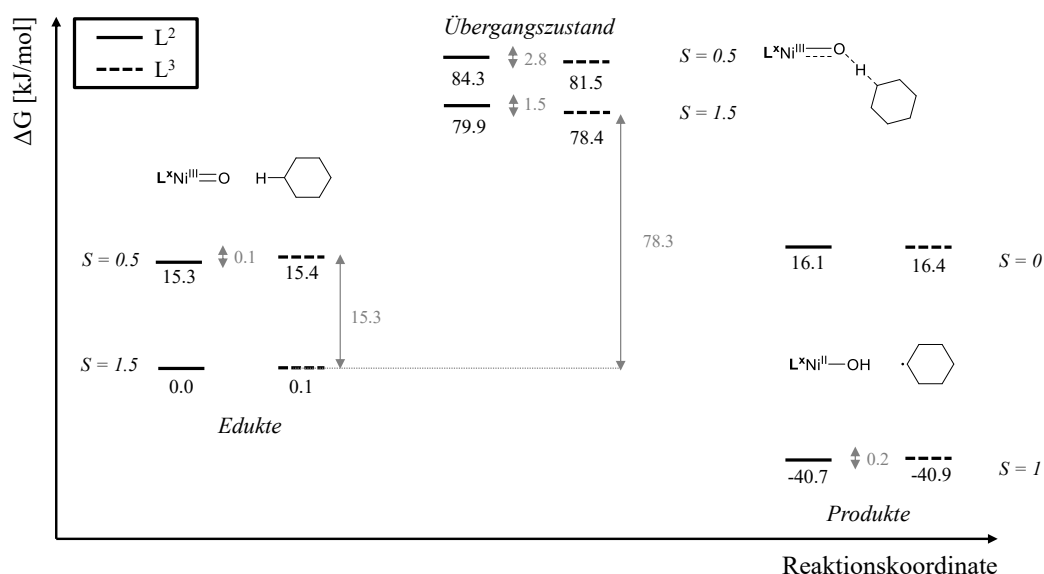 ΔG [kJ/mol]
L²
L³
Übergangszustand
84.3
2.8
81.5
S = 0.5
79.9
1.5
78.4
S = 1.5
LˣNiᴵᴵᴵ O
H
LˣNiᴵᴵᴵ O
H
S = 0.5
15.3
0.1
15.4
15.3
78.3
16.1
16.4
S = 0
S = 1.5
0.0
0.1
Edukte
LˣNiᴵᴵ OH
-40.7
0.2
-40.9
S = 1
Produkte
Reaktionskoordinate